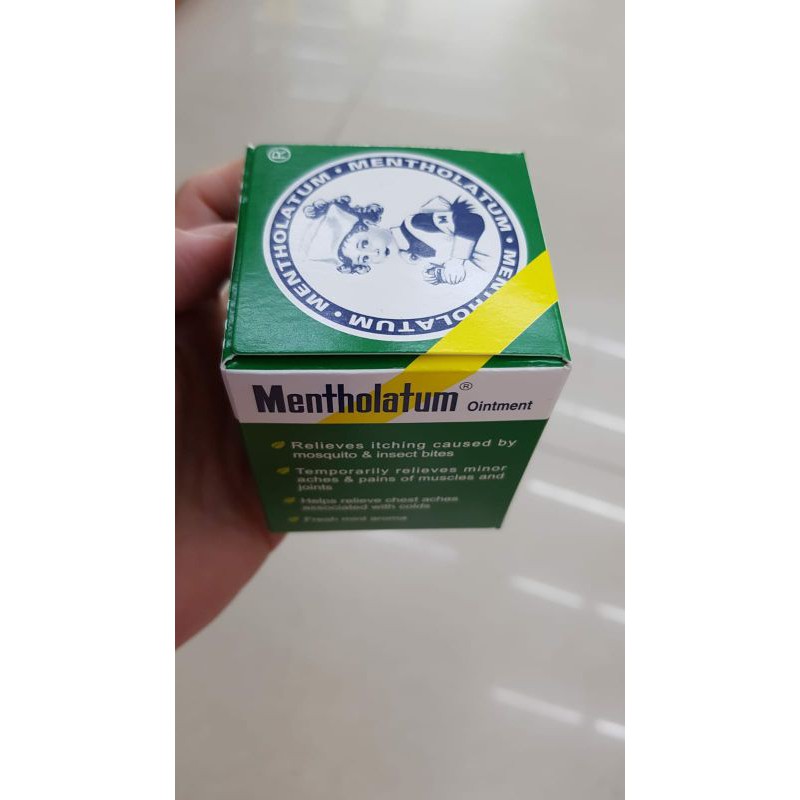 ®
MENTHOLATUM • MENTHOLATUM • MENTHOLATUM • MENTHOLATUM •
M
Mentholatum® Ointment
Relieves itching caused by
mosquito & insect bites
Temporarily relieves minor
aches & pains of muscles and
joints
Helps relieve chest aches
associated with colds
Fresh mint aroma